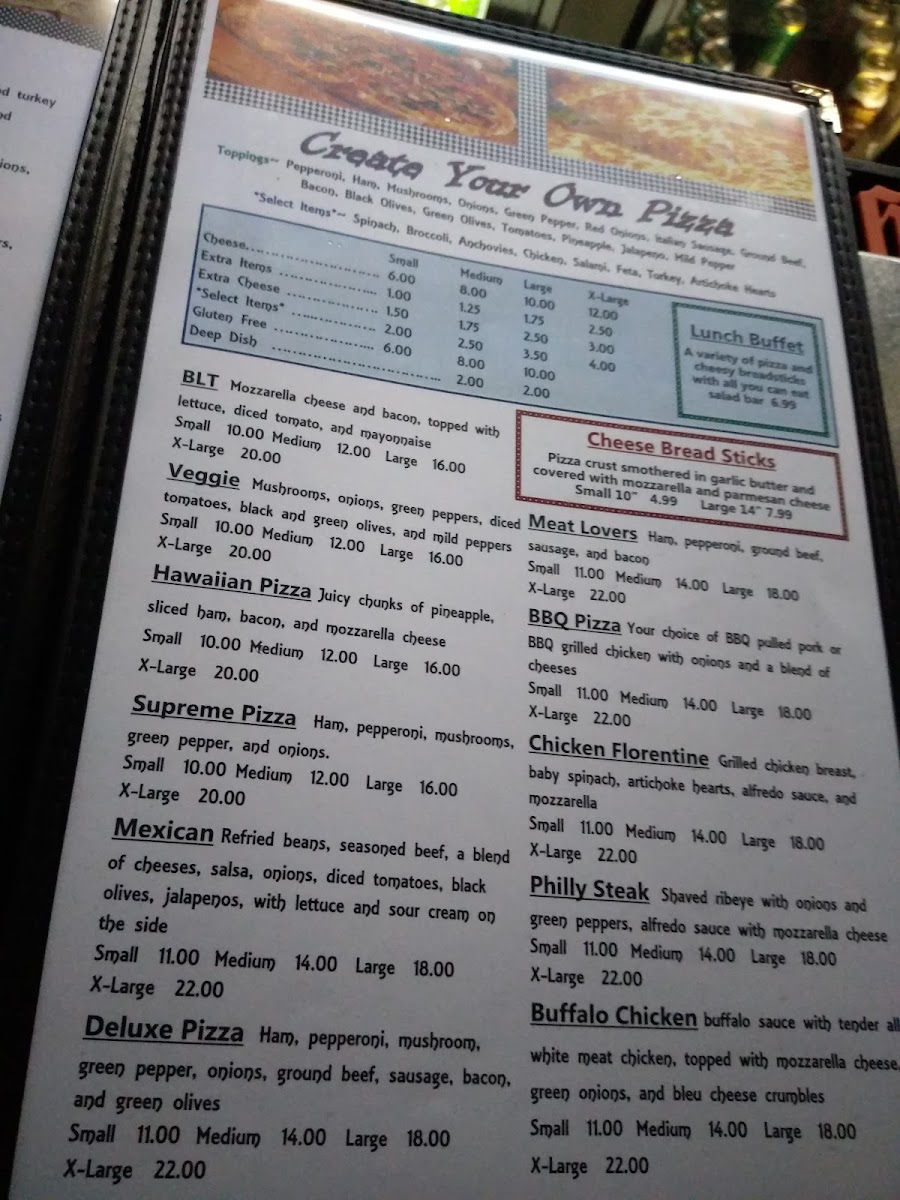 d turkey
nd
ions,
rs,
Create Your Own Pizza
Toppings~ Pepperoni, Ham, Mushrooms, Onions, Green Pepper, Red Onions, Italian Sausage, Ground Beef,
Bacon, Black Olives, Green Olives, Tomatoes, Pineapple, Jalapeno, Mild Pepper
*Select Items*~ Spinach, Broccoli, Anchovies, Chicken, Salami, Feta, Turkey, Artichoke Hearts
Small Medium Large X-Large
Cheese 6.00 8.00 10.00 12.00
Extra Items 1.00 1.25 1.75 2.50
Extra Cheese 1.50 1.75 2.50 3.00
*Select Items* 2.00 2.50 3.50 4.00
Gluten Free 6.00 8.00 10.00
Deep Dish 2.00 2.00
Lunch Buffet
A variety of pizza and
cheesy breadsticks
with all you can eat
salad bar 6.99
Cheese Bread Sticks
Pizza crust smothered in garlic butter and
covered with mozzarella and parmesan cheese
Small 10" 4.99 Large 14" 7.99
BLT Mozzarella cheese and bacon, topped with
lettuce, diced tomato, and mayonnaise
Small 10.00 Medium 12.00 Large 16.00
X-Large 20.00
Veggie Mushrooms, onions, green peppers, diced
tomatoes, black and green olives, and mild peppers
Small 10.00 Medium 12.00 Large 16.00
X-Large 20.00
Hawaiian Pizza Juicy chunks of pineapple,
sliced ham, bacon, and mozzarella cheese
Small 10.00 Medium 12.00 Large 16.00
X-Large 20.00
Supreme Pizza Ham, pepperoni, mushrooms,
green pepper, and onions.
Small 10.00 Medium 12.00 Large 16.00
X-Large 20.00
Mexican Refried beans, seasoned beef, a blend
of cheeses, salsa, onions, diced tomatoes, black
olives, jalapenos, with lettuce and sour cream on
the side
Small 11.00 Medium 14.00 Large 18.00
X-Large 22.00
Deluxe Pizza Ham, pepperoni, mushroom,
green pepper, onions, ground beef, sausage, bacon,
and green olives
Small 11.00 Medium 14.00 Large 18.00
X-Large 22.00
Meat Lovers Ham, pepperoni, ground beef,
sausage, and bacon
Small 11.00 Medium 14.00 Large 18.00
X-Large 22.00
BBQ Pizza Your choice of BBQ pulled pork or
BBQ grilled chicken with onions and a blend of
cheeses
Small 11.00 Medium 14.00 Large 18.00
X-Large 22.00
Chicken Florentine Grilled chicken breast,
baby spinach, artichoke hearts, alfredo sauce, and
mozzarella
Small 11.00 Medium 14.00 Large 18.00
X-Large 22.00
Philly Steak Shaved ribeye with onions and
green peppers, alfredo sauce with mozzarella cheese
Small 11.00 Medium 14.00 Large 18.00
X-Large 22.00
Buffalo Chicken buffalo sauce with tender all
white meat chicken, topped with mozzarella cheese,
green onions, and bleu cheese crumbles
Small 11.00 Medium 14.00 Large 18.00
X-Large 22.00